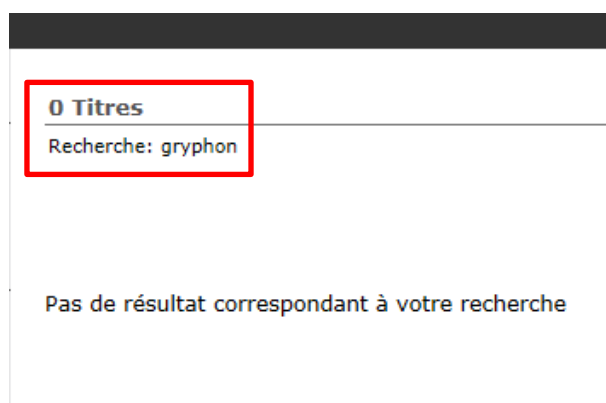 0 Titres
Recherche: gryphon
Pas de résultat correspondant à votre recherche